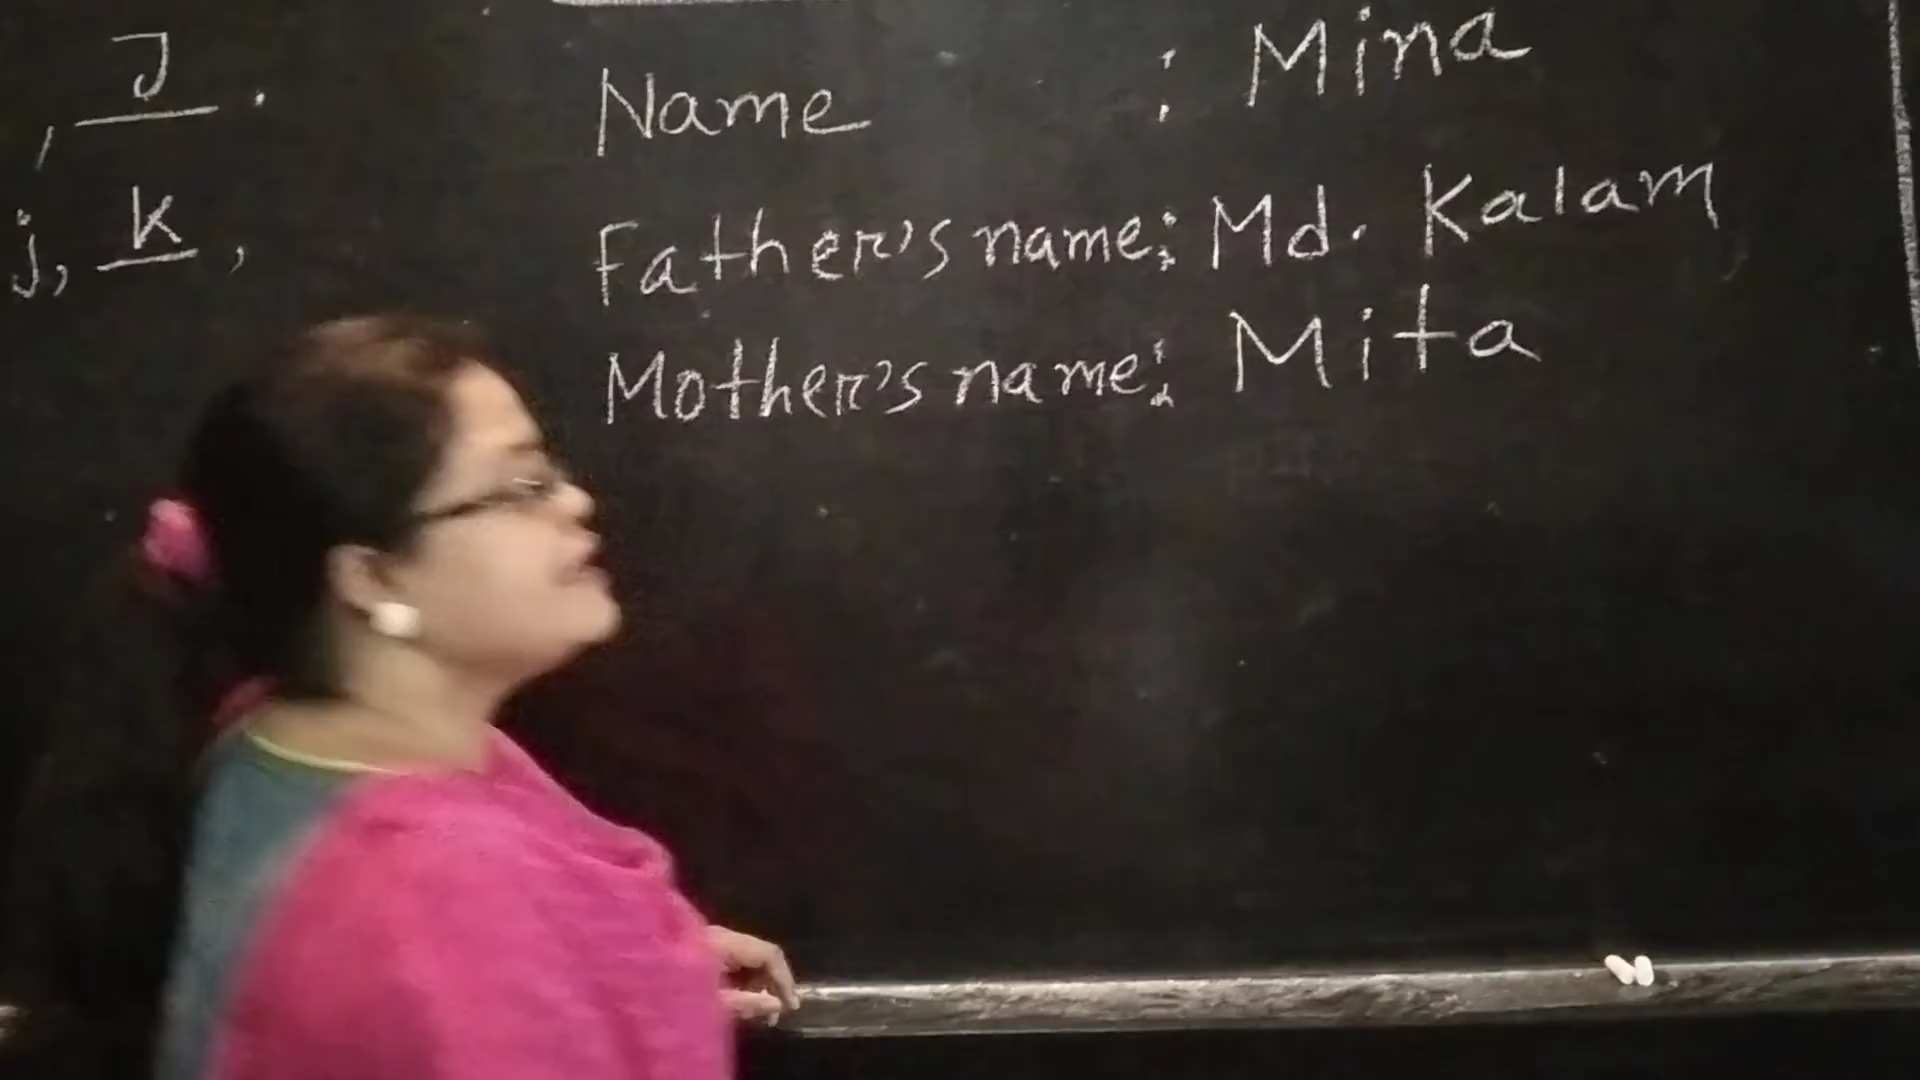 , J .
j, K ,
Name : Mina
Father's name: Md. Kalam
Mother's name: Mita